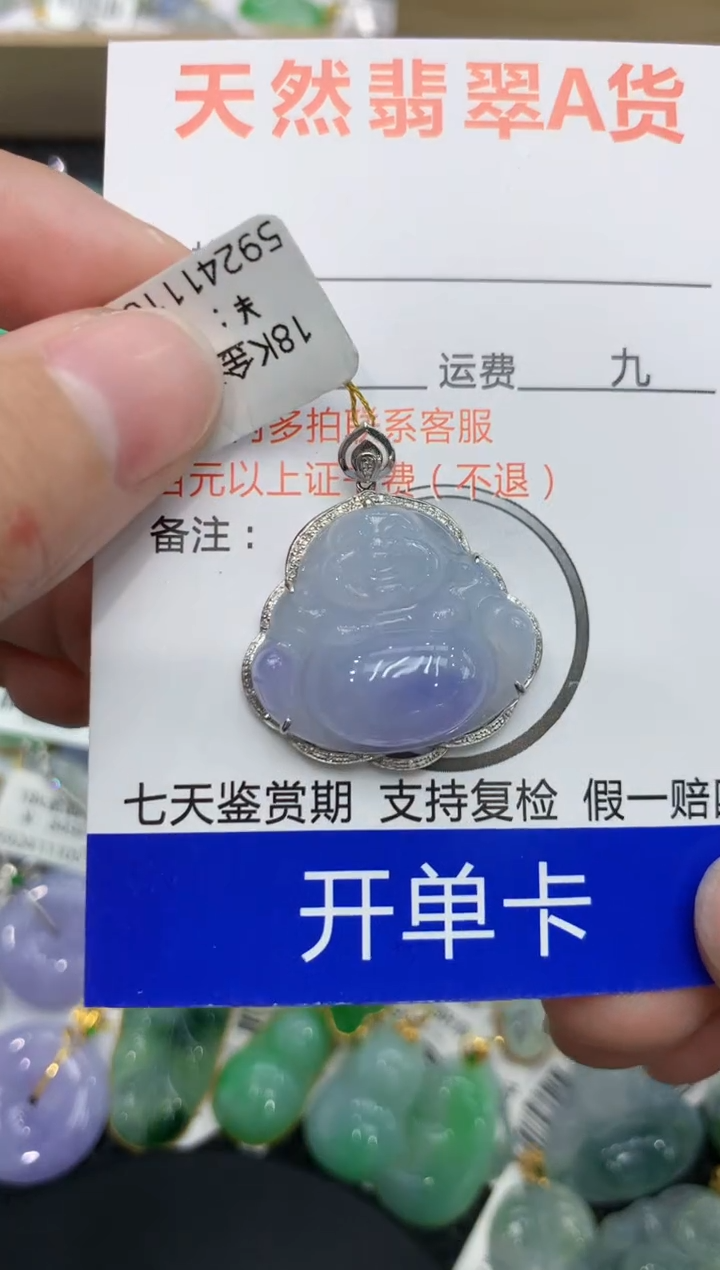 天然翡翠A货
5924111
¥:
18K金
运费 九
多拍联系客服
元以上证 费(不退)
备注:
七天鉴赏期 支持复检 假一赔
开单卡